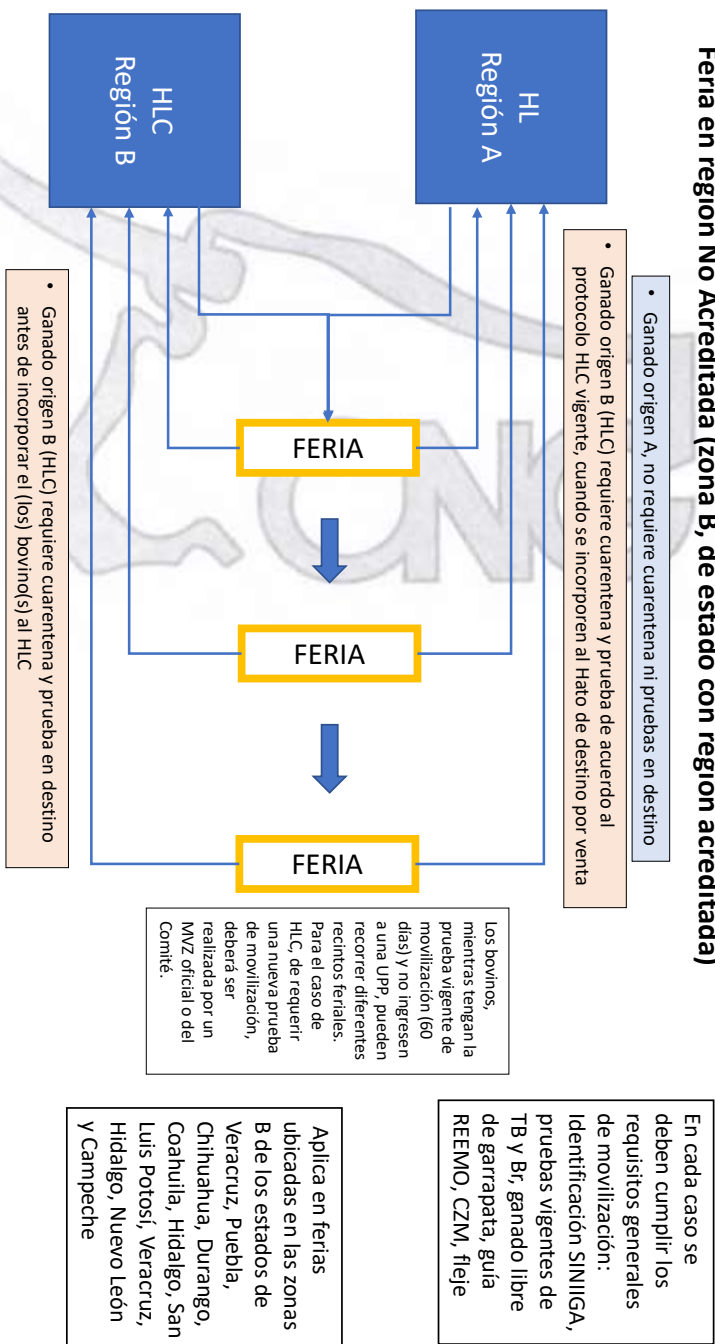 Feria en región No Acreditada (zona B, de estado con región acreditada)
• Ganado origen A, no requiere cuarentena ni pruebas en destino
• Ganado origen B (HLC) requiere cuarentena y prueba de acuerdo al
protocolo HLC vigente, cuando se incorporen al Hato de destino por venta
HL
Región A
HLC
Región B
FERIA
FERIA
FERIA
• Ganado origen B (HLC) requiere cuarentena y prueba en destino
antes de incorporar el (los) bovino(s) al HLC
Los bovinos,
mientras tengan la
prueba vigente de
movilización (60
días) y no ingresen
a una UPP, pueden
recorrer diferentes
recintos feriales.
Para el caso de
HLC, de requerir
una nueva prueba
de movilización,
deberá ser
realizada por un
MVZ oficial o del
Comité.
En cada caso se
deben cumplir los
requisitos generales
de movilización:
Identificación SINIIGA,
pruebas vigentes de
TB y Br, ganado libre
de garrapata, guía
REEMO, CZM, fleje
Aplica en ferias
ubicadas en las zonas
B de los estados de
Veracruz, Puebla,
Chihuahua, Durango,
Coahuila, Hidalgo, San
Luis Potosí, Veracruz,
Hidalgo, Nuevo León
y Campeche